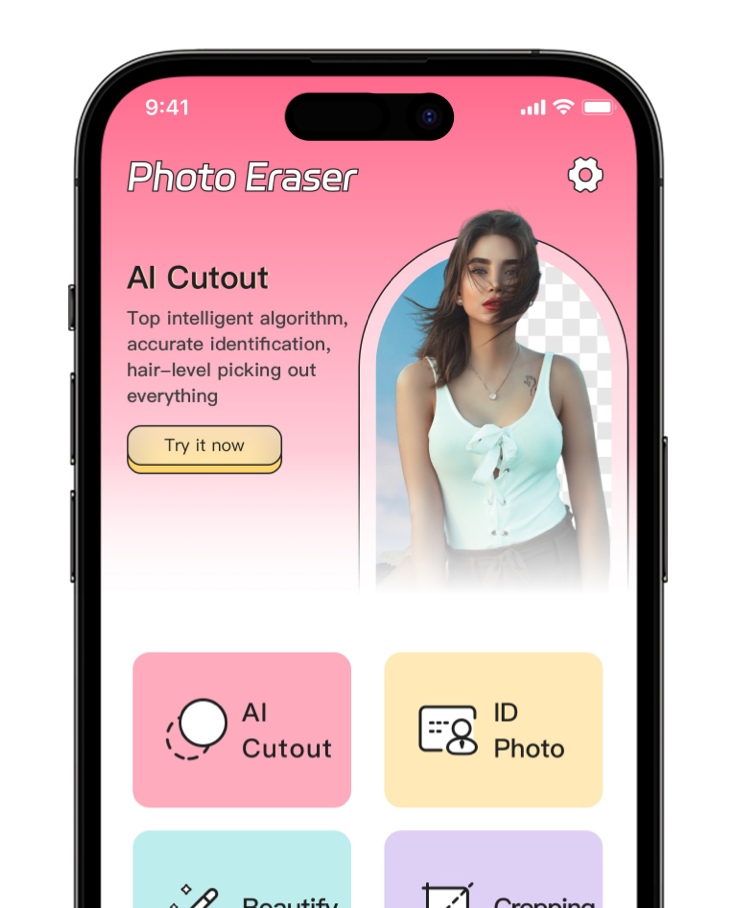 9:41
Photo Eraser
AI Cutout
Top intelligent algorithm,
accurate identification,
hair–level picking out
everything
Try it now
AI
Cutout
ID
Photo
Beautify
Cropping